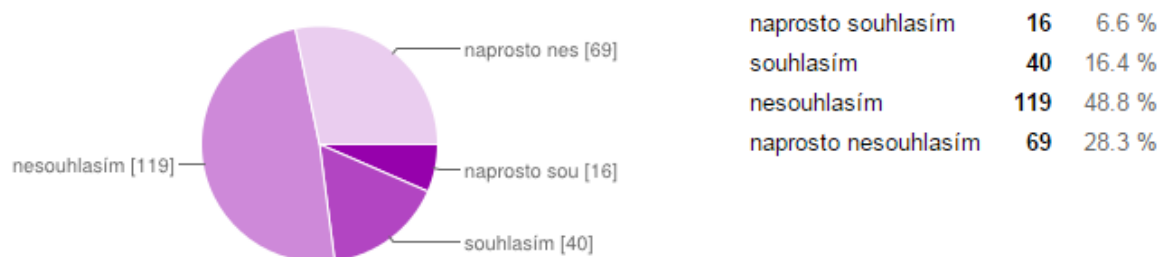 naprosto nes [69]
nesouhlasím [119]
naprosto sou [16]
souhlasím [40]
naprosto souhlasím 16 6.6 %
souhlasím 40 16.4 %
nesouhlasím 119 48.8 %
naprosto nesouhlasím 69 28.3 %